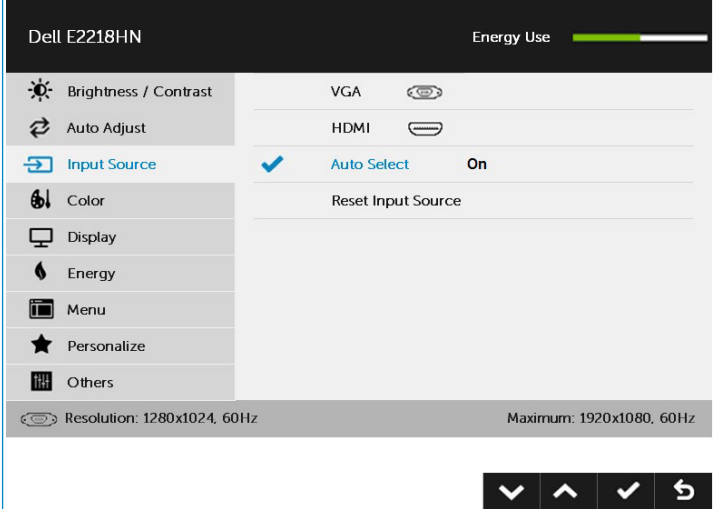 Dell E2218HN Energy Use
Brightness / Contrast VGA
Auto Adjust HDMI
Input Source Auto Select On
Color Reset Input Source
Display
Energy
Menu
Personalize
Others
Resolution: 1280x1024, 60Hz Maximum: 1920x1080, 60Hz